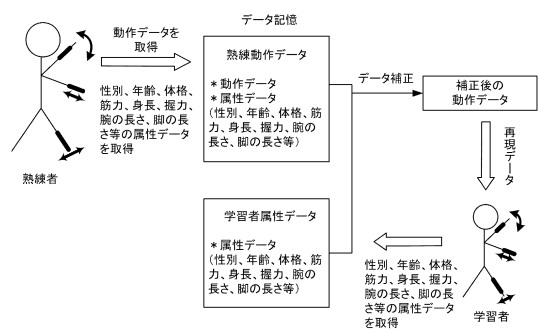 データ記憶
動作データを
取得
性別、年齢、体格、
筋力、身長、握力、
腕の長さ、脚の長
さ等の属性データ
を取得
熟練者
熟練動作データ
＊動作データ
＊属性データ
(性別、年齢、体格、筋
力、身長、握力、腕の
長さ、脚の長さ等)
データ補正
補正後の
動作データ
再現データ
学習者属性データ
＊属性データ
(性別、年齢、体格、筋
力、身長、握力、腕の
長さ、脚の長さ等)
性別、年齢、体格、
筋力、身長、握力、
腕の長さ、脚の長
さ等の属性データ
を取得
学習者